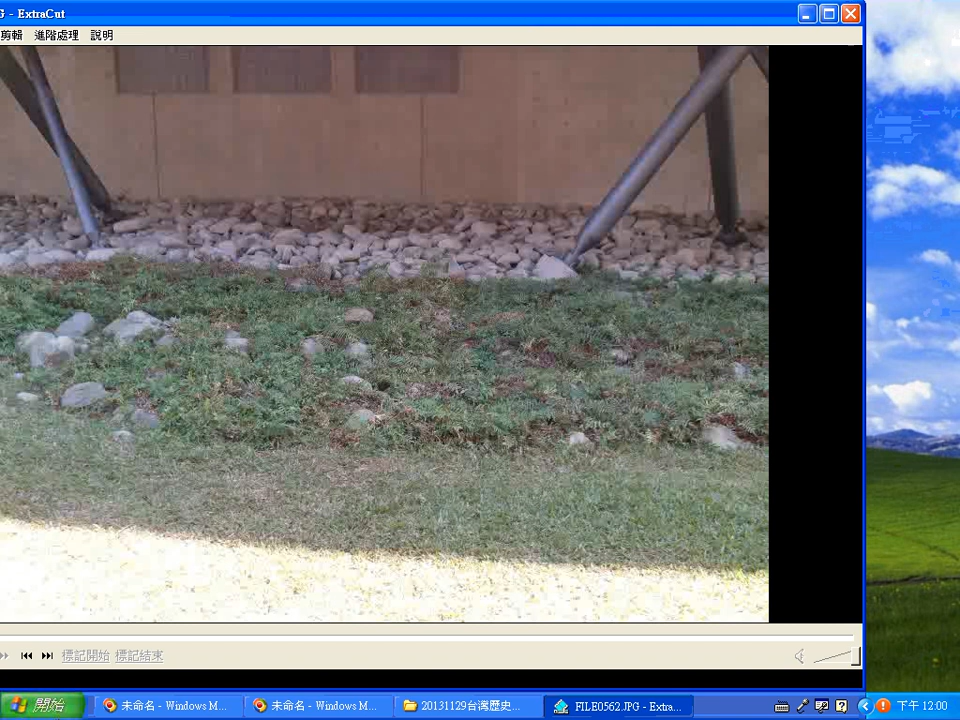 G - ExtraCut
剪輯 進階處理 說明
標記開始 標記結束
開始
未命名 - Windows M...
未命名 - Windows M...
20131129台灣歷史...
FILE0562.JPG - Extra...
下午 12:00